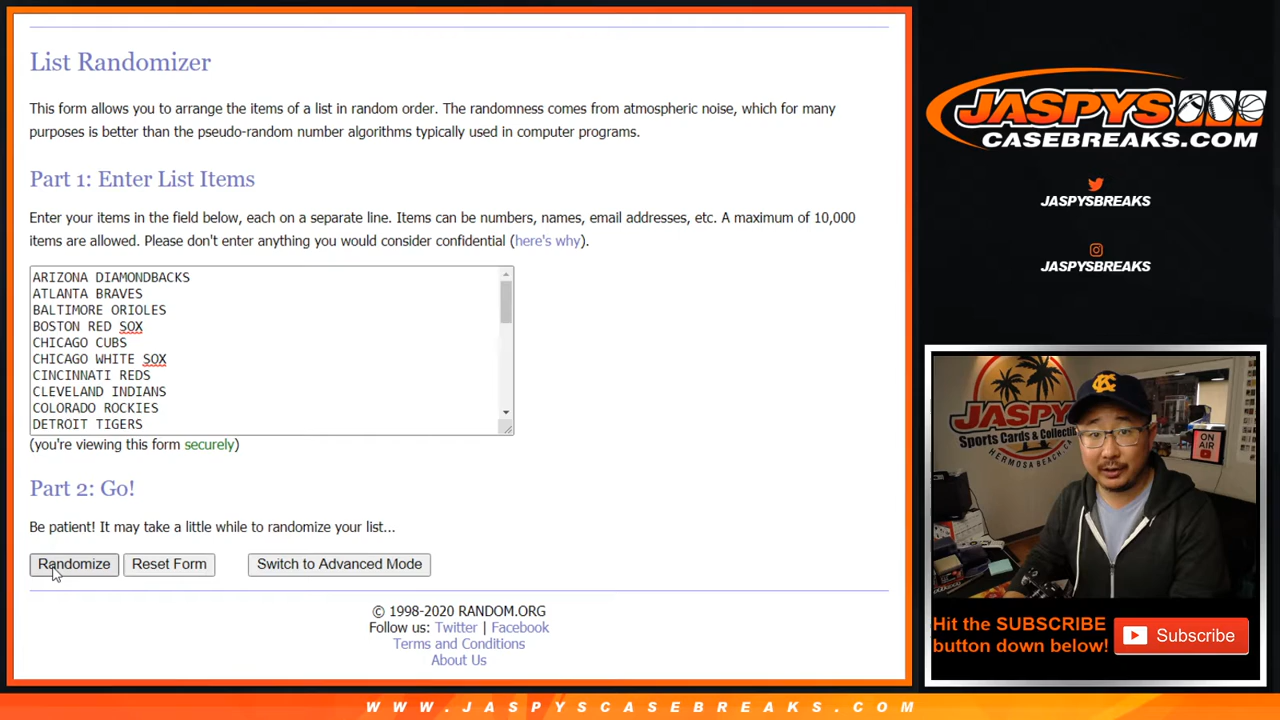 List Randomizer
This form allows you to arrange the items of a list in random order. The randomness comes from atmospheric noise, which for many
purposes is better than the pseudo-random number algorithms typically used in computer programs.
Part 1: Enter List Items
Enter your items in the field below, each on a separate line. Items can be numbers, names, email addresses, etc. A maximum of 10,000
items are allowed. Please don't enter anything you would consider confidential (here's why).
ARIZONA DIAMONDBACKS
ATLANTA BRAVES
BALTIMORE ORIOLES
BOSTON RED SOX
CHICAGO CUBS
CHICAGO WHITE SOX
CINCINNATI REDS
CLEVELAND INDIANS
COLORADO ROCKIES
DETROIT TIGERS
(you're viewing this form securely)
Part 2: Go!
Be patient! It may take a little while to randomize your list...
Randomize Reset Form Switch to Advanced Mode
© 1998-2020 RANDOM.ORG
Follow us: Twitter | Facebook
Terms and Conditions
About Us
JASPYS
CASEBREAKS.COM
JASPYSBREAKS
JASPYSBREAKS
JASPYS
Sports Cards & Collectib
HERMOSA BEACH CA
KC
ON
AIR
Hit the SUBSCRIBE
button down below!
Subscribe
WWW.JASPYSCASEBREAKS.COM